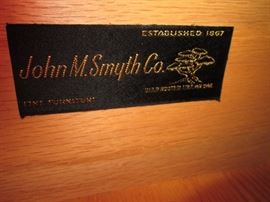 ESTABLISHED 1867
John M. Smyth Co.
FINE FURNITURE